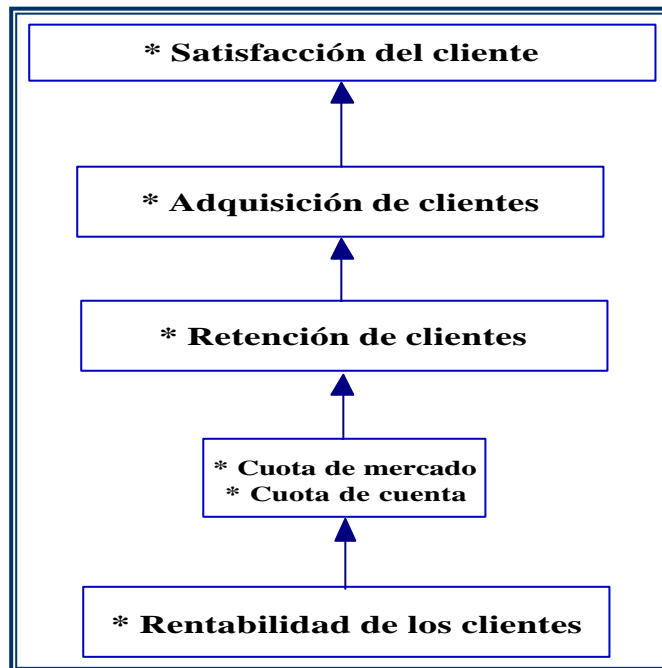 * Satisfacción del cliente
* Adquisición de clientes
* Retención de clientes
* Cuota de mercado
* Cuota de cuenta
* Rentabilidad de los clientes